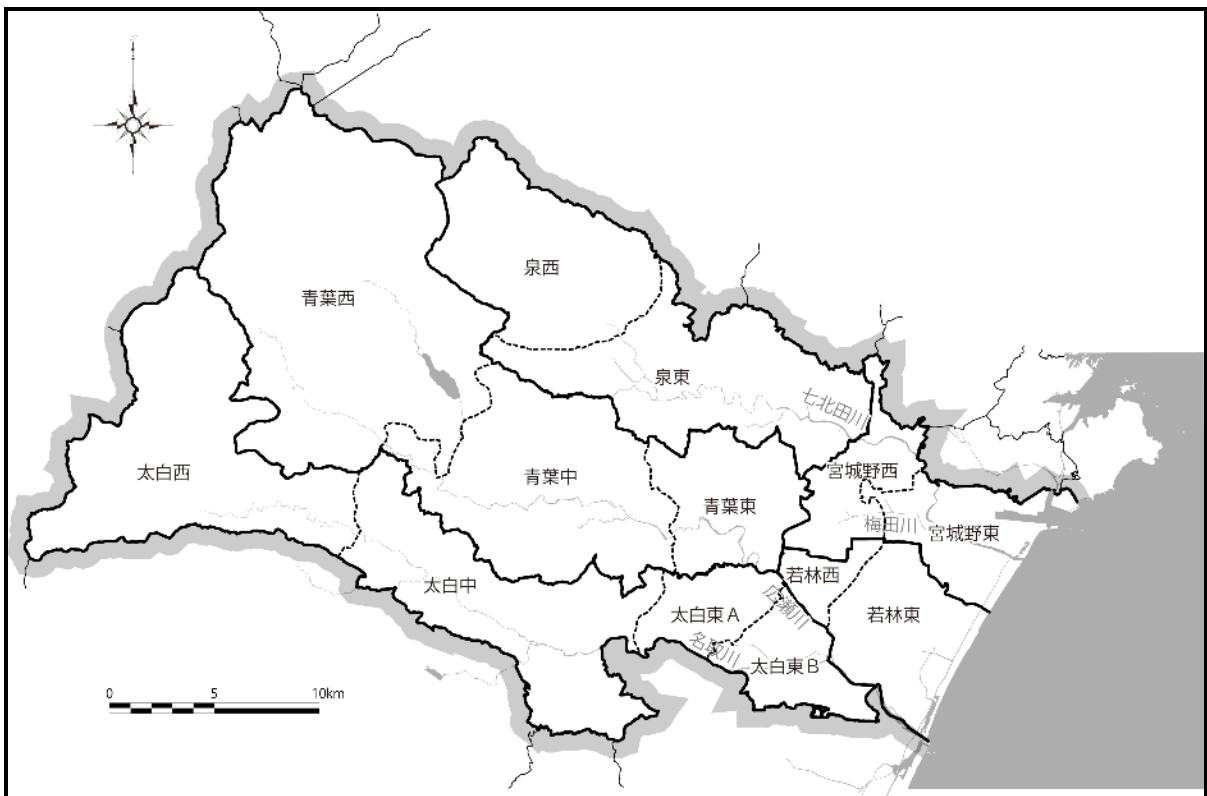 泉西
青葉西
泉東
七北田川
太白西
青葉中
宮城野西
青葉東
梅田川
宮城野東
太白中
若林西
広瀬川
太白東A
若林東
名取川
太白東B
0 5 10km